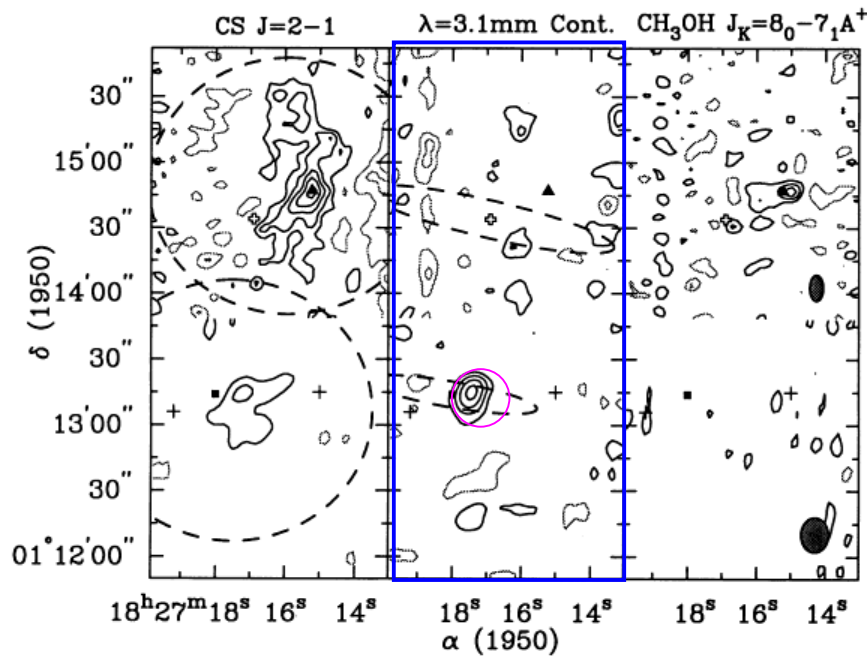 CS J=2−1 λ=3.1mm Cont. CH₃OH J_K=8₀−7₁A⁺
30″
15′00″
30″
14′00″
30″
13′00″
30″
01°12′00″
δ (1950)
18ʰ27ᵐ18ˢ 16ˢ 14ˢ 18ˢ 16ˢ 14ˢ 18ˢ 16ˢ 14ˢ
α (1950)